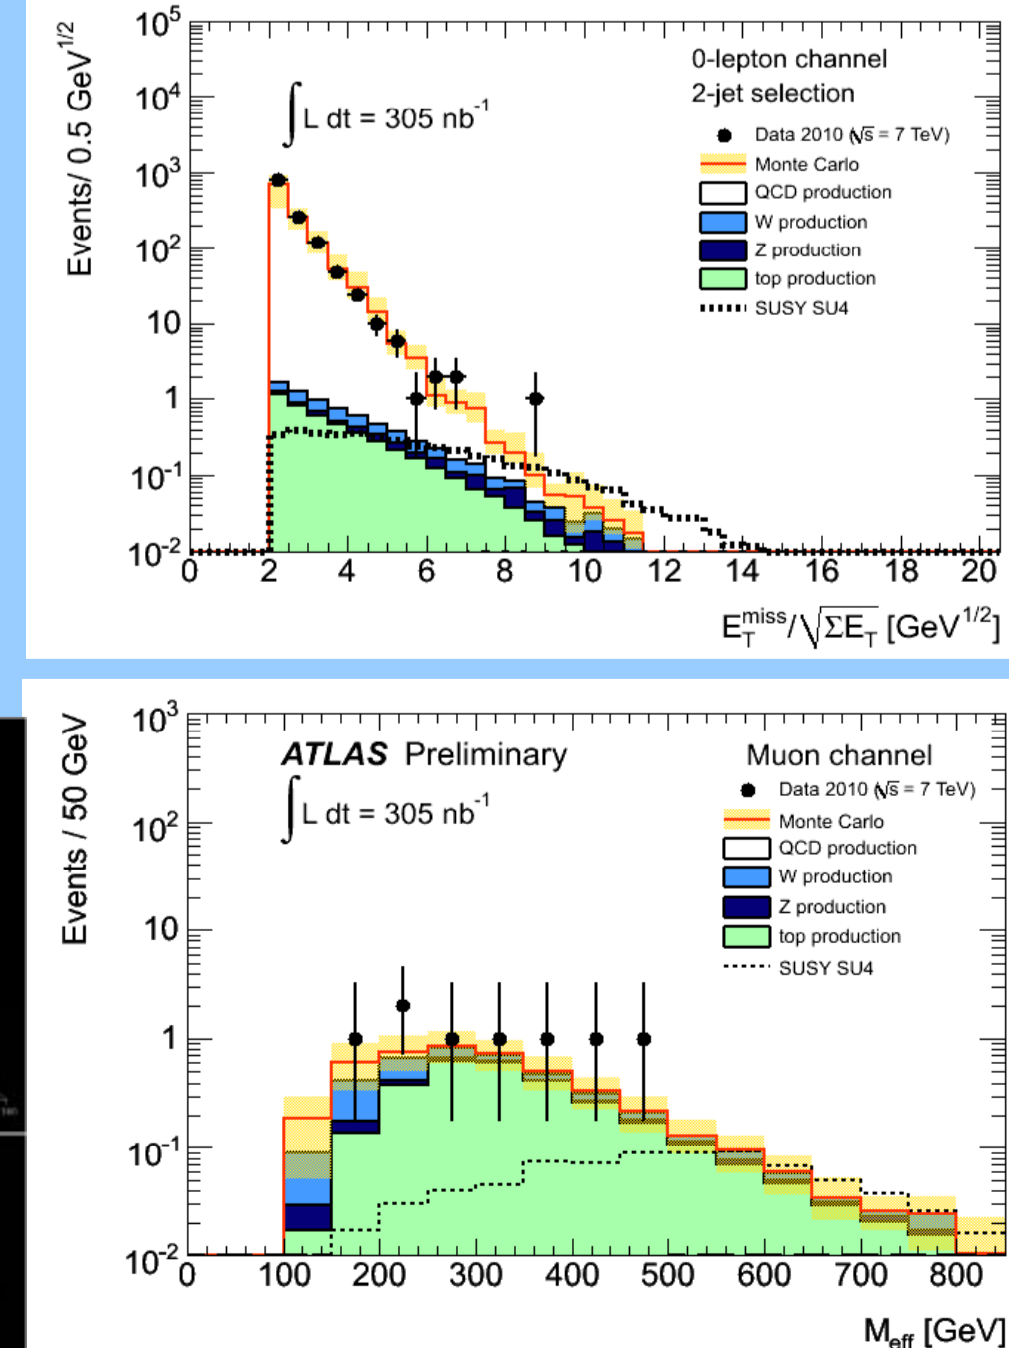 10^5
10^4
10^3
10^2
10
1
10^-1
10^-2
Events/ 0.5 GeV^1/2
∫ L dt = 305 nb^-1
0-lepton channel
2-jet selection
Data 2010 (√s = 7 TeV)
Monte Carlo
QCD production
W production
Z production
top production
SUSY SU4
0 2 4 6 8 10 12 14 16 18 20
E_T^miss/√ΣE_T [GeV^1/2]
10^3
10^2
10
1
10^-1
10^-2
Events / 50 GeV
ATLAS Preliminary
∫ L dt = 305 nb^-1
Muon channel
Data 2010 (√s = 7 TeV)
Monte Carlo
QCD production
W production
Z production
top production
SUSY SU4
0 100 200 300 400 500 600 700 800
M_eff [GeV]